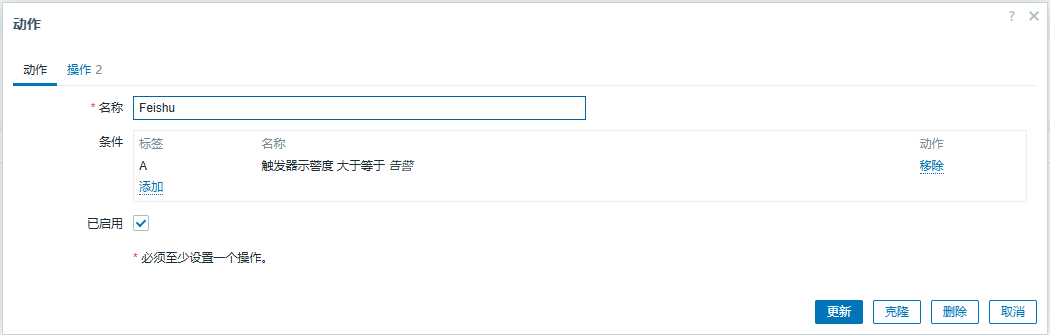 动作
? ×
动作 操作 2
* 名称 Feishu
条件 标签 名称 动作
A 触发器示警度 大于等于 告警 移除
添加
已启用
* 必须至少设置一个操作。
更新 克隆 删除 取消